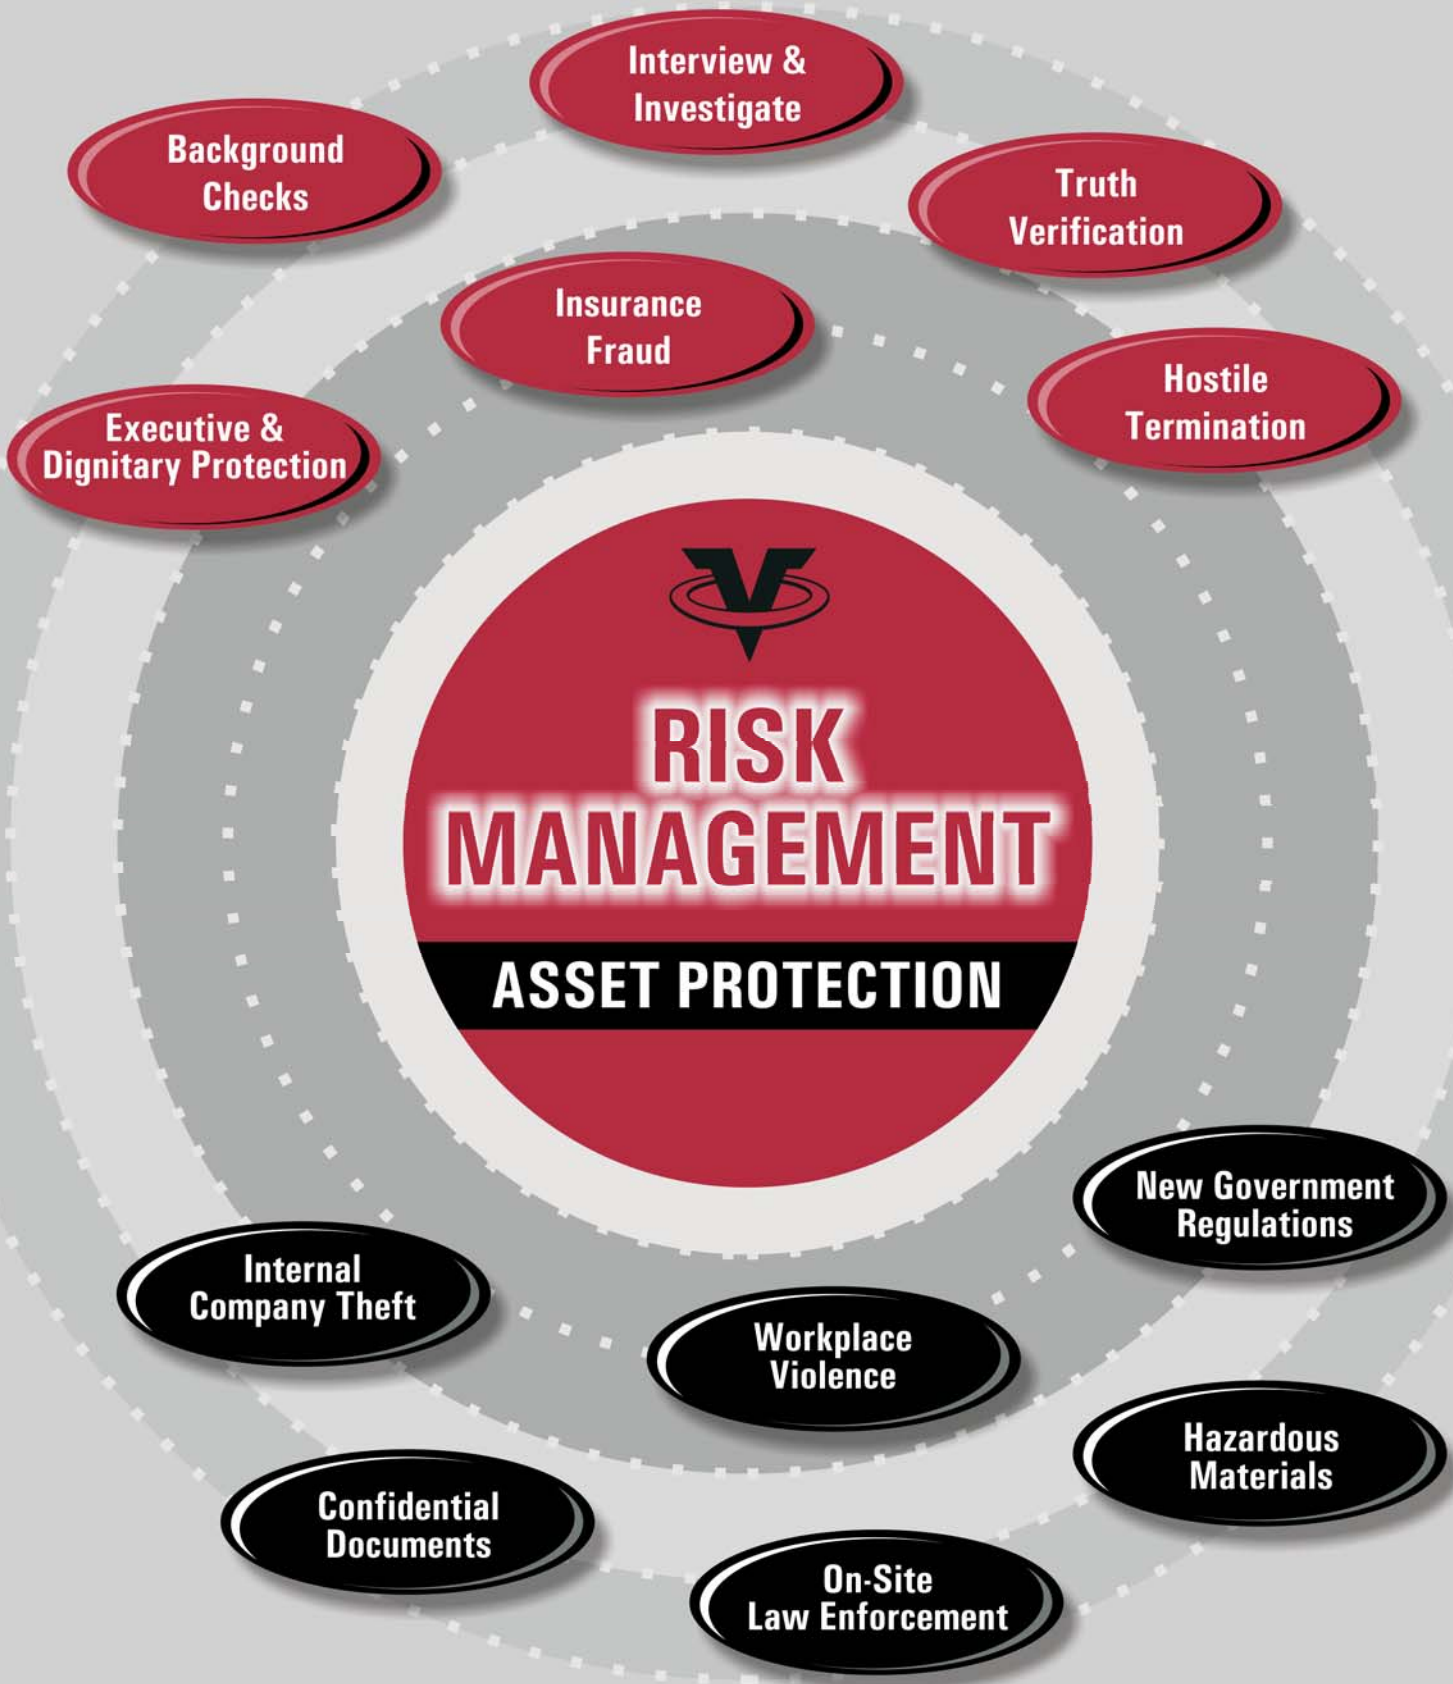 Interview &
Investigate
Background
Checks
Truth
Verification
Insurance
Fraud
Hostile
Termination
Executive &
Dignitary Protection
V
RISK
MANAGEMENT
ASSET PROTECTION
New Government
Regulations
Internal
Company Theft
Workplace
Violence
Hazardous
Materials
Confidential
Documents
On-Site
Law Enforcement